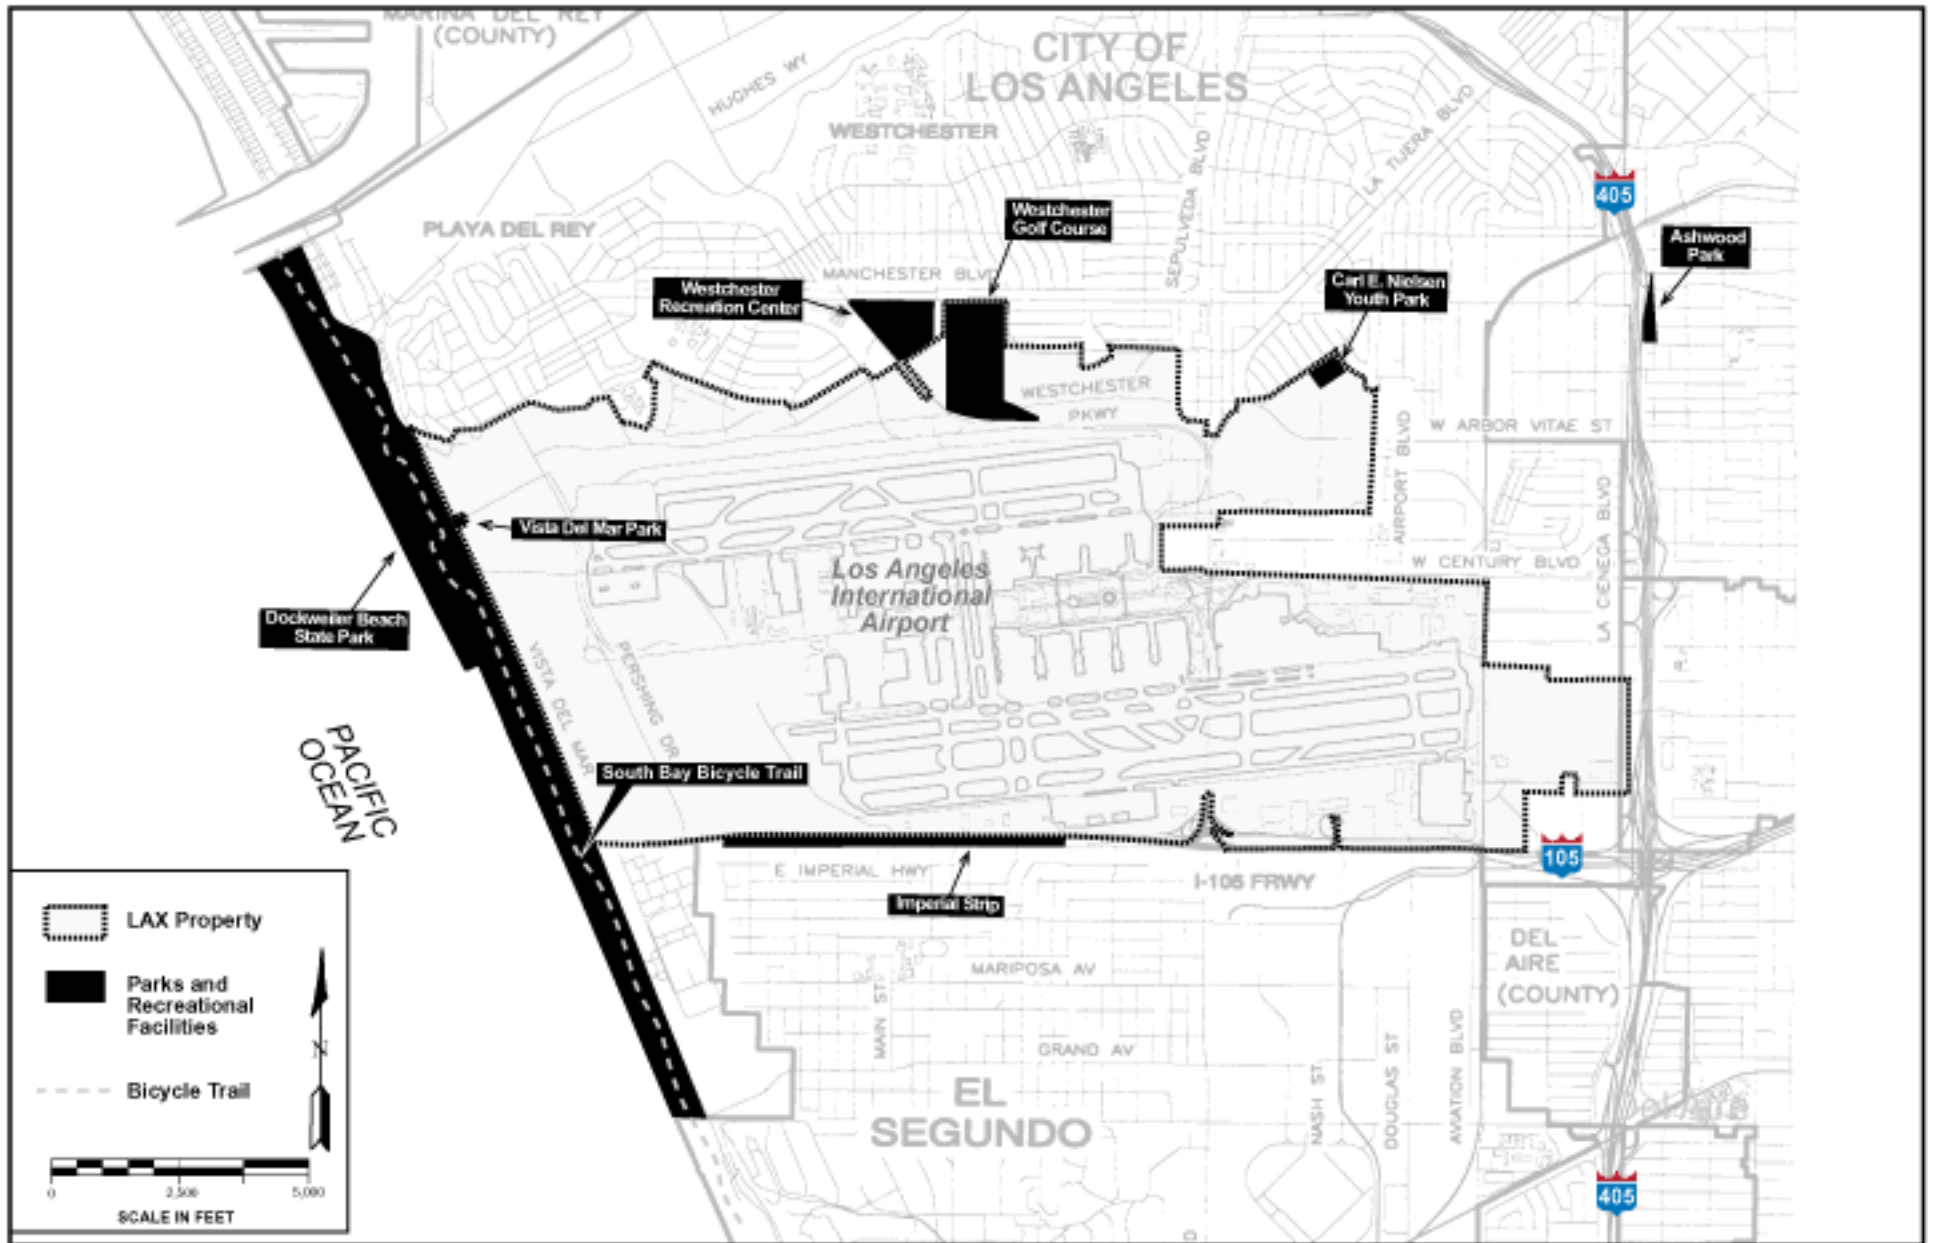 MARINA DEL REY
(COUNTY)
HUGHES WY
CITY OF
LOS ANGELES
WESTCHESTER
SEPULVEDA BLVD
LA TIJERA BLVD
405
PLAYA DEL REY
Westchester
Golf Course
Ashwood
Park
MANCHESTER BLVD
Westchester
Recreation Center
Carl E. Nielsen
Youth Park
WESTCHESTER
PKWY
AIRPORT BLVD
W ARBOR VITAE ST
LA CIENEGA BLVD
Vista Del Mar Park
W CENTURY BLVD
Los Angeles
International
Airport
Dockweiler Beach
State Park
VISTA DEL MAR
PERSHING DR
PACIFIC
OCEAN
South Bay Bicycle Trail
105
E IMPERIAL HWY
I-105 FRWY
Imperial Strip
DEL
AIRE
(COUNTY)
MARIPOSA AV
MAIN ST
GRAND AV
NASH ST
DOUGLAS ST
AVIATION BLVD
EL
SEGUNDO
405
LAX Property
Parks and
Recreational
Facilities
N
Bicycle Trail
0 2,500 5,000
SCALE IN FEET